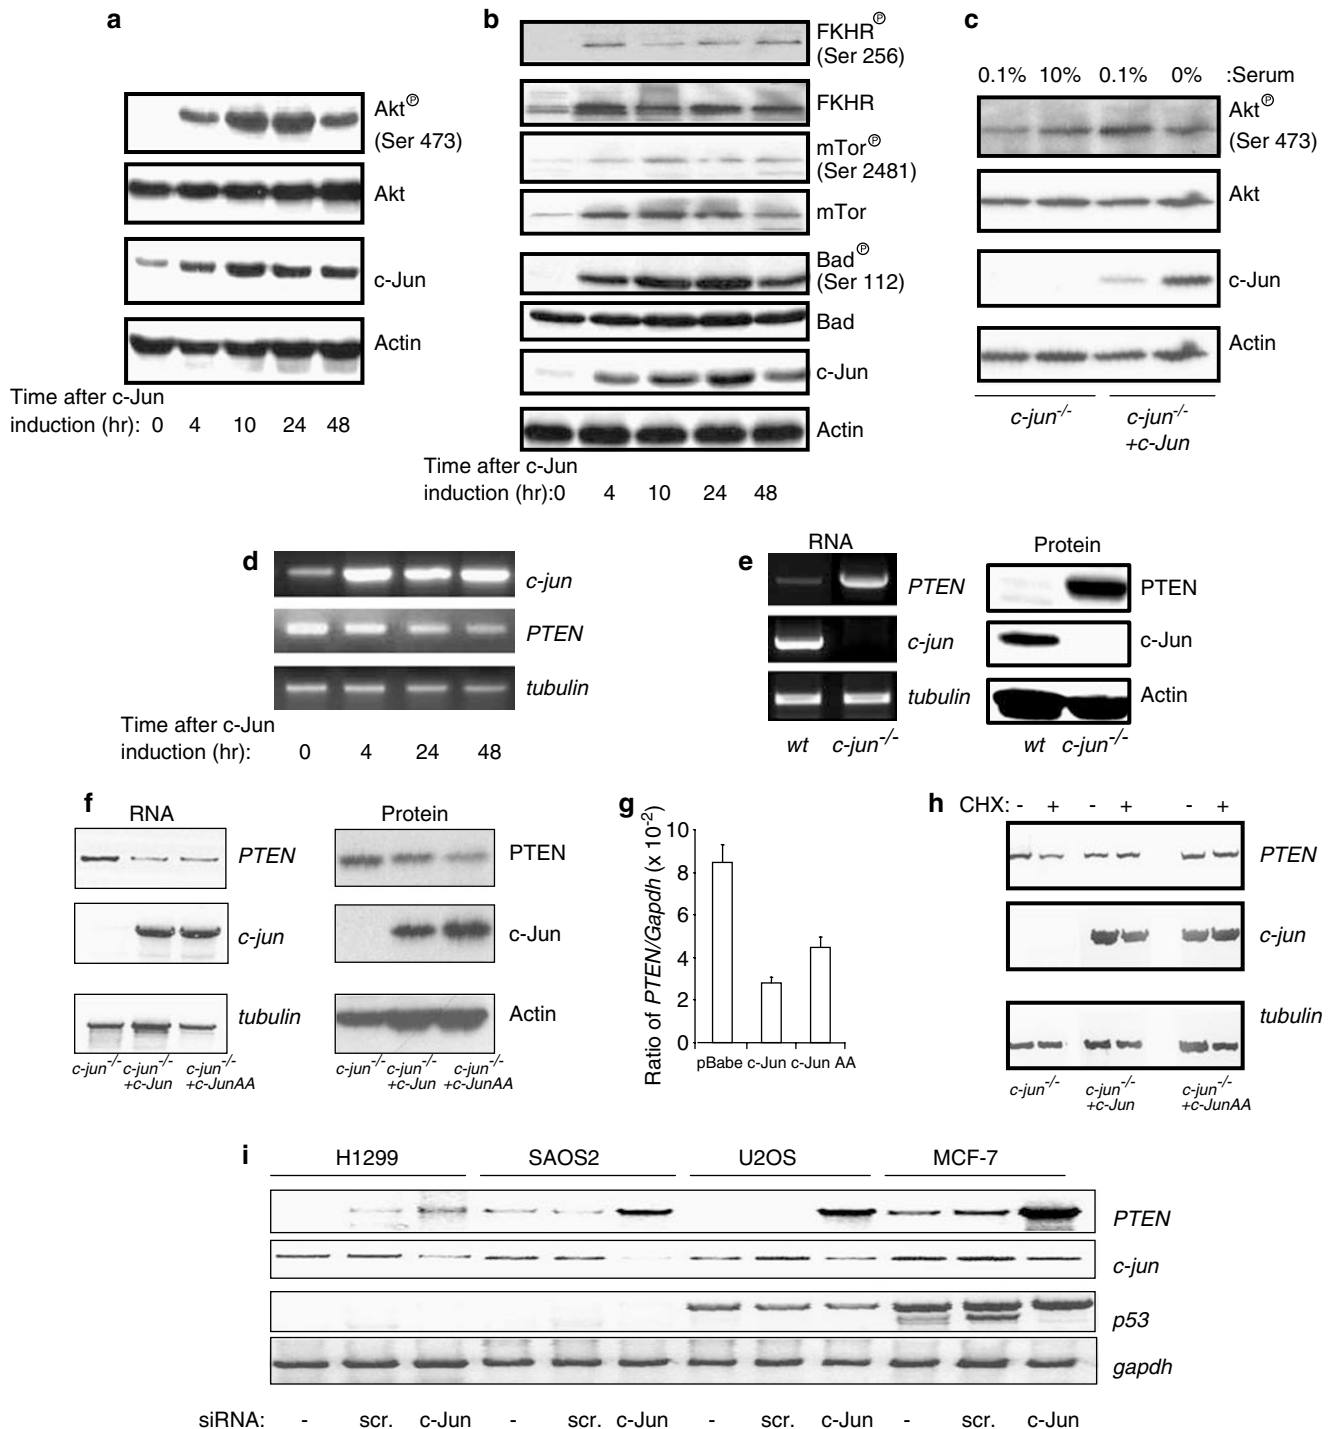 a
Akt℗
(Ser 473)
Akt
c-Jun
Actin
Time after c-Jun
induction (hr): 0 4 10 24 48
b
FKHR℗
(Ser 256)
FKHR
mTor℗
(Ser 2481)
mTor
Bad℗
(Ser 112)
Bad
c-Jun
Actin
Time after c-Jun
induction (hr):0 4 10 24 48
c
0.1% 10% 0.1% 0% :Serum
Akt℗
(Ser 473)
Akt
c-Jun
Actin
c-jun-/- c-jun-/-
+c-Jun
d
c-jun
PTEN
tubulin
Time after c-Jun
induction (hr): 0 4 24 48
e
RNA Protein
PTEN PTEN
c-jun c-Jun
tubulin Actin
wt c-jun-/- wt c-jun-/-
f
RNA Protein
PTEN PTEN
c-jun c-Jun
tubulin Actin
c-jun-/- c-jun-/- c-jun-/- c-jun-/- c-jun-/- c-jun-/-
+c-Jun +c-JunAA +c-Jun +c-JunAA
g
Ratio of PTEN/Gapdh (x 10-2)
10
8
6
4
2
0
pBabe c-Jun c-Jun AA
h
CHX: - + - + - +
PTEN
c-jun
tubulin
c-jun-/- c-jun-/- c-jun-/-
+c-Jun +c-JunAA
i
H1299 SAOS2 U2OS MCF-7
PTEN
c-jun
p53
gapdh
siRNA: - scr. c-Jun - scr. c-Jun - scr. c-Jun - scr. c-Jun